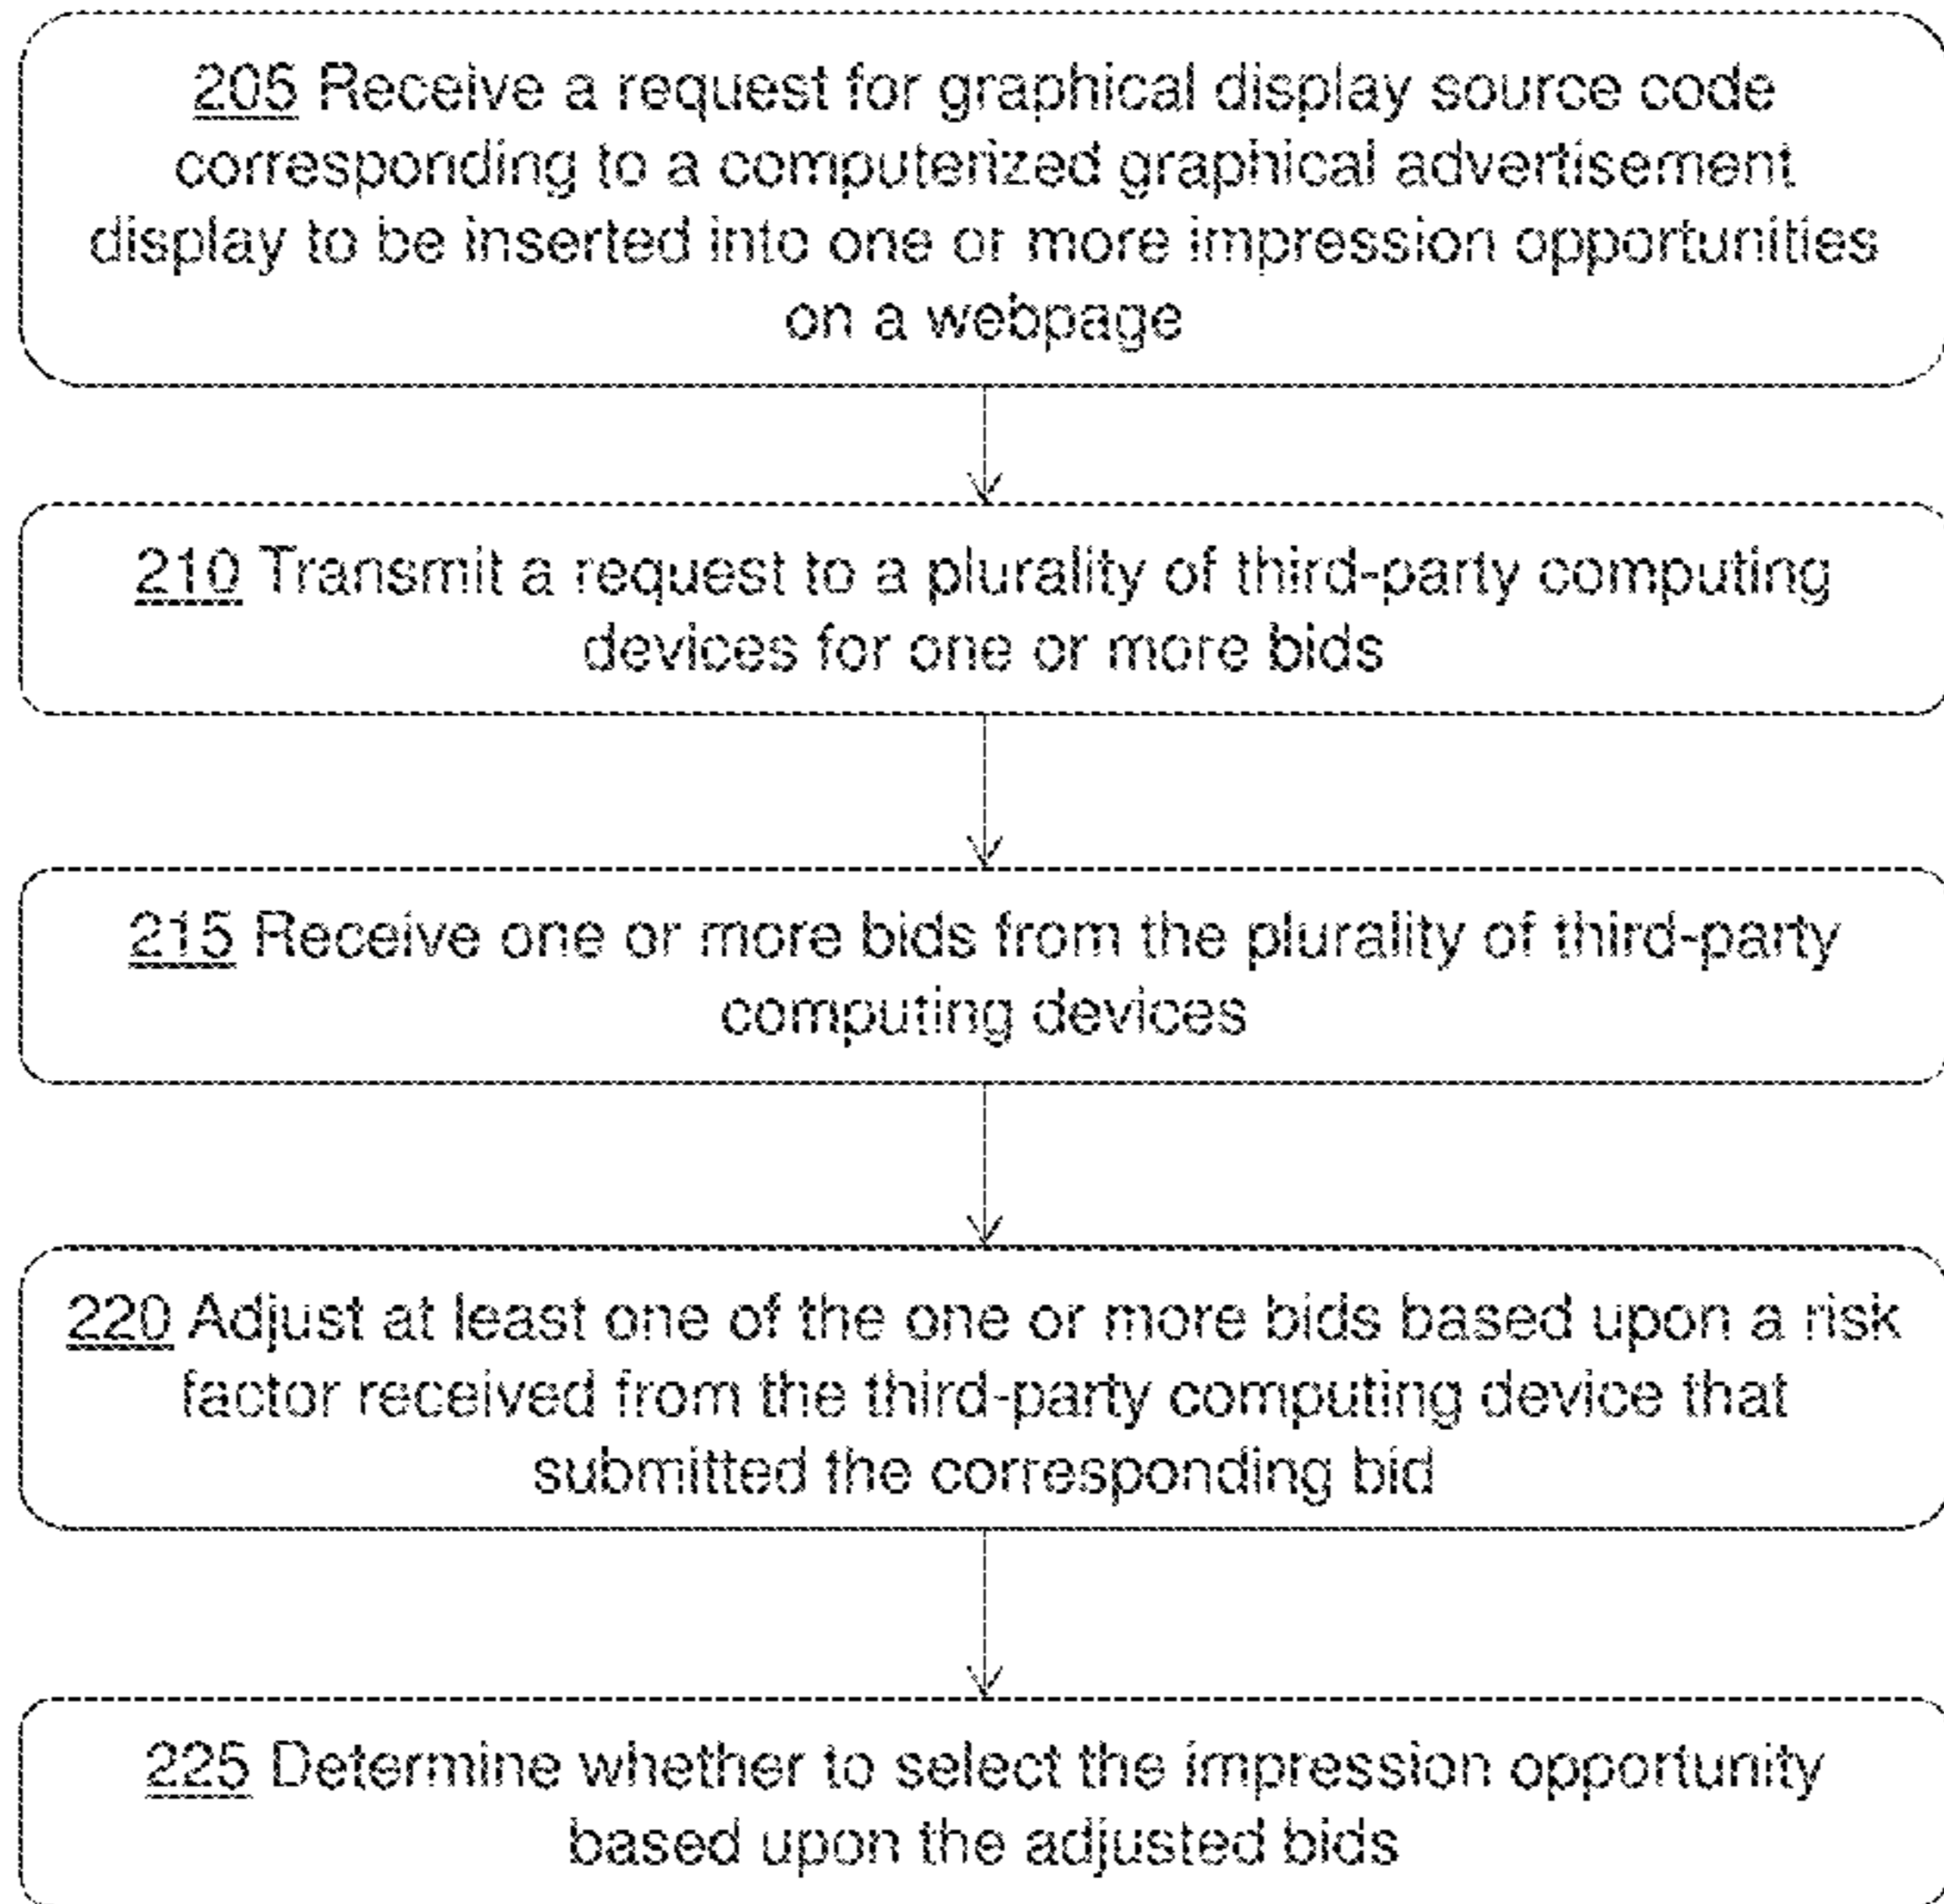 205 Receive a request for graphical display source code
corresponding to a computerized graphical advertisement
display to be inserted into one or more impression opportunities
on a webpage
210 Transmit a request to a plurality of third-party computing
devices for one or more bids
215 Receive one or more bids from the plurality of third-party
computing devices
220 Adjust at least one of the one or more bids based upon a risk
factor received from the third-party computing device that
submitted the corresponding bid
225 Determine whether to select the impression opportunity
based upon the adjusted bids